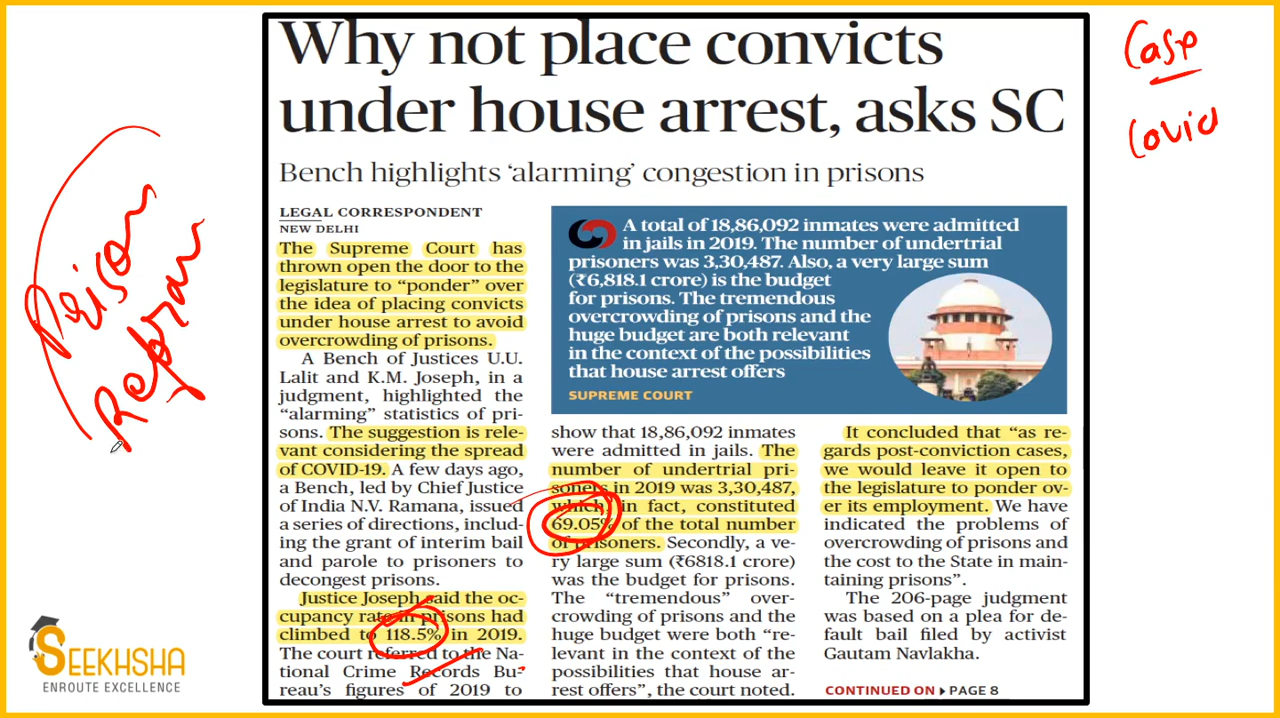 Why not place convicts
under house arrest, asks SC
Bench highlights ‘alarming’ congestion in prisons
LEGAL CORRESPONDENT
NEW DELHI
The Supreme Court has
thrown open the door to the
legislature to “ponder” over
the idea of placing convicts
under house arrest to avoid
overcrowding of prisons.
A Bench of Justices U.U.
Lalit and K.M. Joseph, in a
judgment, highlighted the
“alarming” statistics of pri-
sons. The suggestion is rele-
vant considering the spread
of COVID-19. A few days ago,
a Bench, led by Chief Justice
of India N.V. Ramana, issued
a series of directions, includ-
ing the grant of interim bail
and parole to prisoners to
decongest prisons.
Justice Joseph said the oc-
cupancy rate in prisons had
climbed to 118.5% in 2019.
The court referred to the Na-
tional Crime Records Bu-
reau’s figures of 2019 to
A total of 18,86,092 inmates were admitted
in jails in 2019. The number of undertrial
prisoners was 3,30,487. Also, a very large sum
(₹6,818.1 crore) is the budget
for prisons. The tremendous
overcrowding of prisons and the
huge budget are both relevant
in the context of the possibilities
that house arrest offers
SUPREME COURT
show that 18,86,092 inmates
were admitted in jails. The
number of undertrial pri-
soners in 2019 was 3,30,487,
which, in fact, constituted
69.05% of the total number
of prisoners. Secondly, a ve-
ry large sum (₹6818.1 crore)
was the budget for prisons.
The “tremendous” over-
crowding of prisons and the
huge budget were both “re-
levant in the context of the
possibilities that house ar-
rest offers”, the court noted.
It concluded that “as re-
gards post-conviction cases,
we would leave it open to
the legislature to ponder ov-
er its employment. We have
indicated the problems of
overcrowding of prisons and
the cost to the State in main-
taining prisons”.
The 206-page judgment
was based on a plea for de-
fault bail filed by activist
Gautam Navlakha.
CONTINUED ON PAGE 8
Prison
Covid
SEEKHSHA
ENROUTE EXCELLENCE